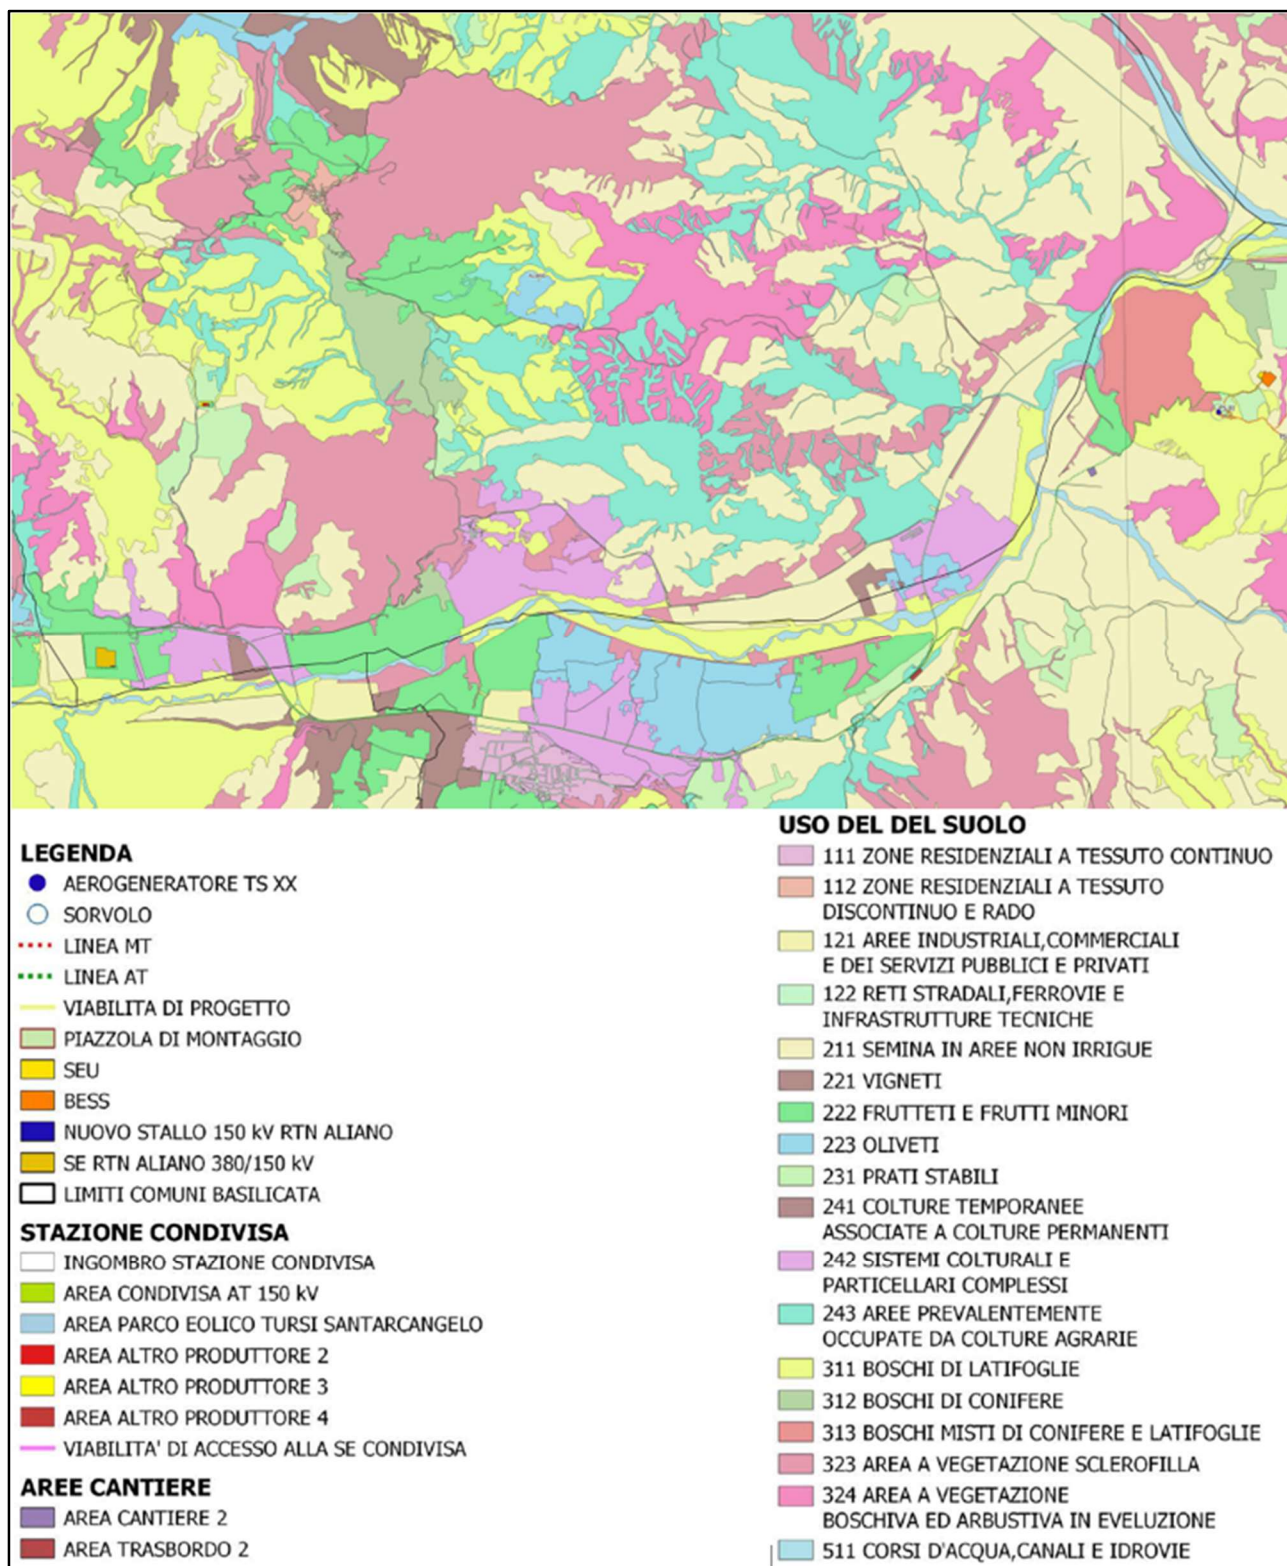 LEGENDA
AEROGENERATORE TS XX
SORVOLO
LINEA MT
LINEA AT
VIABILITA DI PROGETTO
PIAZZOLA DI MONTAGGIO
SEU
BESS
NUOVO STALLO 150 kV RTN ALIANO
SE RTN ALIANO 380/150 kV
LIMITI COMUNI BASILICATA
STAZIONE CONDIVISA
INGOMBRO STAZIONE CONDIVISA
AREA CONDIVISA AT 150 kV
AREA PARCO EOLICO TURSI SANTARCANGELO
AREA ALTRO PRODUTTORE 2
AREA ALTRO PRODUTTORE 3
AREA ALTRO PRODUTTORE 4
VIABILITA' DI ACCESSO ALLA SE CONDIVISA
AREE CANTIERE
AREA CANTIERE 2
AREA TRASBORDO 2
USO DEL DEL SUOLO
111 ZONE RESIDENZIALI A TESSUTO CONTINUO
112 ZONE RESIDENZIALI A TESSUTO
DISCONTINUO E RADO
121 AREE INDUSTRIALI,COMMERCIALI
E DEI SERVIZI PUBBLICI E PRIVATI
122 RETI STRADALI,FERROVIE E
INFRASTRUTTURE TECNICHE
211 SEMINA IN AREE NON IRRIGUE
221 VIGNETI
222 FRUTTETI E FRUTTI MINORI
223 OLIVETI
231 PRATI STABILI
241 COLTURE TEMPORANEE
ASSOCIATE A COLTURE PERMANENTI
242 SISTEMI COLTURALI E
PARTICELLARI COMPLESSI
243 AREE PREVALENTEMENTE
OCCUPATE DA COLTURE AGRARIE
311 BOSCHI DI LATIFOGLIE
312 BOSCHI DI CONIFERE
313 BOSCHI MISTI DI CONIFERE E LATIFOGLIE
323 AREA A VEGETAZIONE SCLEROFILLA
324 AREA A VEGETAZIONE
BOSCHIVA ED ARBUSTIVA IN EVELUZIONE
511 CORSI D'ACQUA,CANALI E IDROVIE